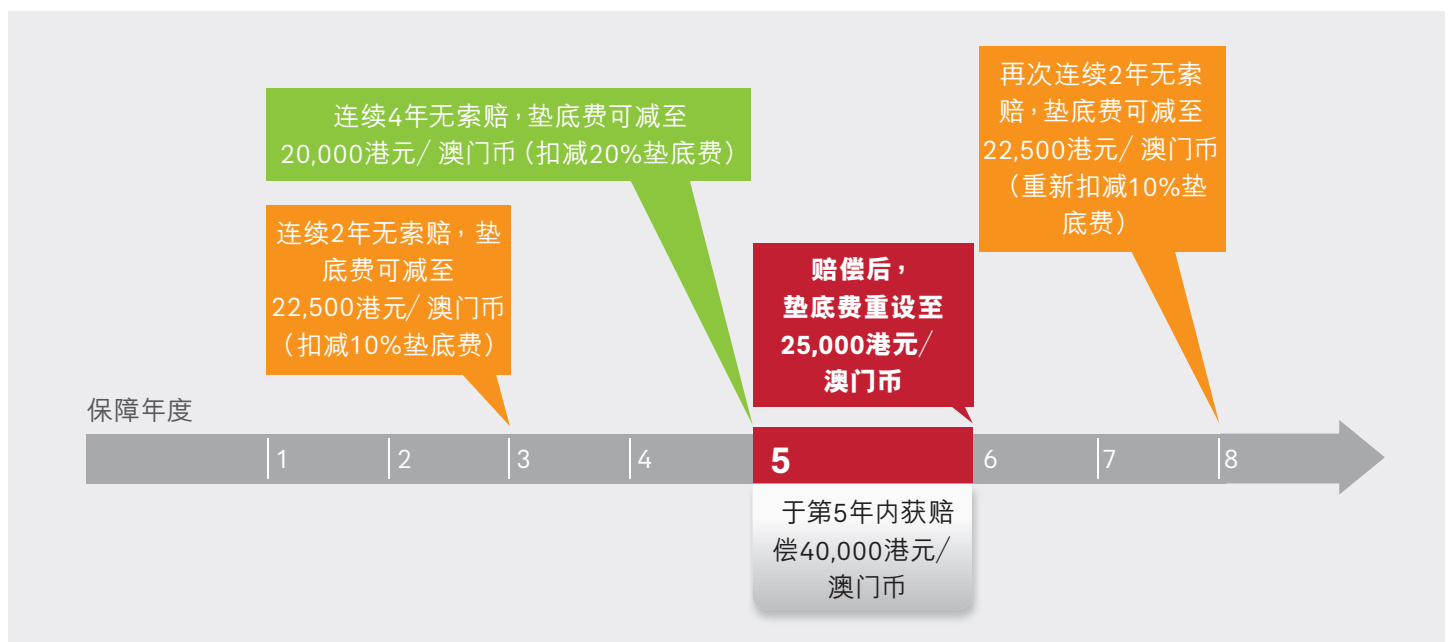 连续2年无索赔，垫
底费可减至
22,500港元/ 澳门币
（扣减10%垫底费）
连续4年无索赔，垫底费可减至
20,000港元/ 澳门币（扣减20%垫底费）
赔偿后，
垫底费重设至
25,000港元/
澳门币
再次连续2年无索
赔，垫底费可减至
22,500港元/ 澳门币
（重新扣减10%垫
底费）
保障年度
1 2 3 4 5 6 7 8
于第5年内获赔
偿40,000港元/
澳门币